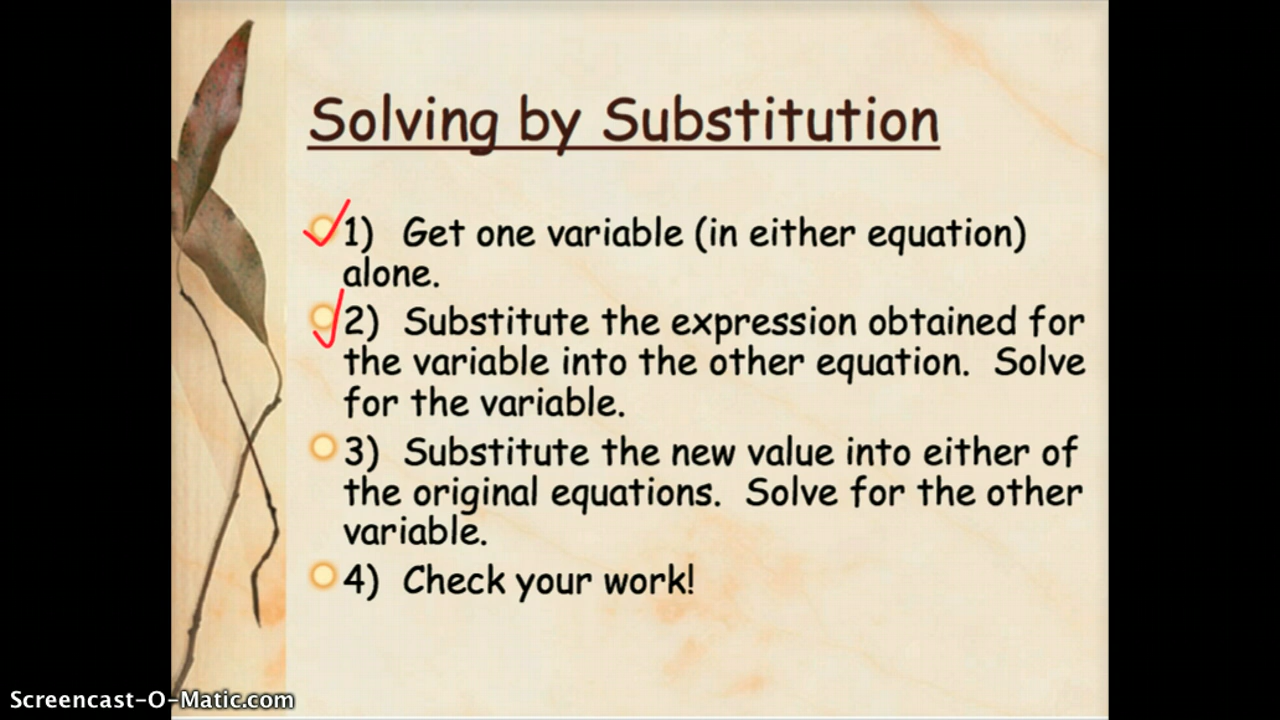 Solving by Substitution
1) Get one variable (in either equation)
alone.
2) Substitute the expression obtained for
the variable into the other equation. Solve
for the variable.
3) Substitute the new value into either of
the original equations. Solve for the other
variable.
4) Check your work!
Screencast-O-Matic.com